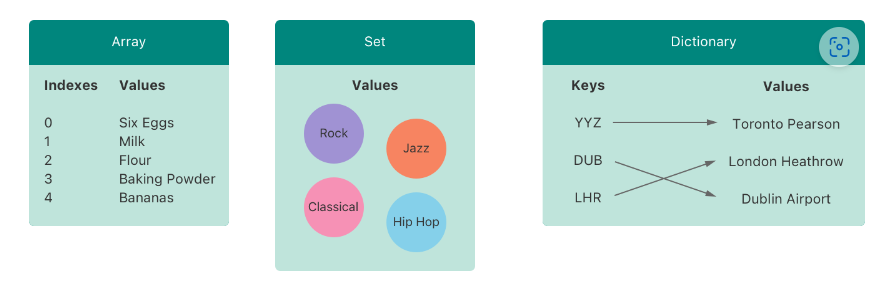 Array
Indexes Values
0 Six Eggs
1 Milk
2 Flour
3 Baking Powder
4 Bananas
Set
Values
Rock
Jazz
Classical
Hip Hop
Dictionary
Keys Values
YYZ Toronto Pearson
DUB London Heathrow
LHR Dublin Airport